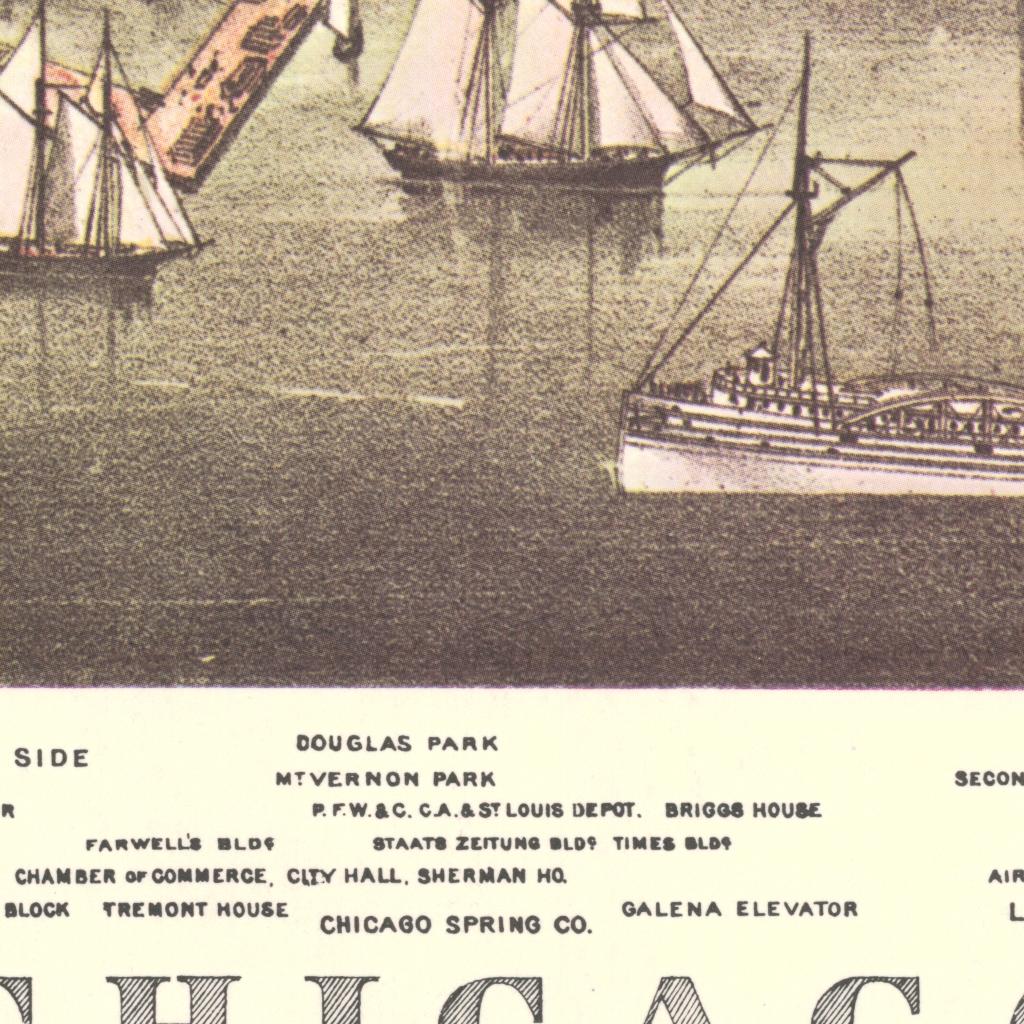 SIDE
DOUGLAS PARK
MT VERNON PARK
SECON
R
P. F. W. & C. C. A. & ST LOUIS DEPOT. BRIGGS HOUSE
FARWELL'S BLDG STAATS ZEITUNG BLDG TIMES BLDG
CHAMBER OF COMMERCE, CITY HALL, SHERMAN HO.
AIR
BLOCK TREMONT HOUSE
CHICAGO SPRING CO.
GALENA ELEVATOR
L
CHICAGO